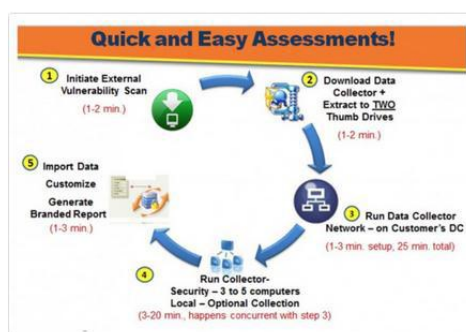 Quick and Easy Assessments!
1
Initiate External
Vulnerability Scan
(1-2 min.)
2
Download Data
Collector +
Extract to TWO
Thumb Drives
(1-2 min.)
3
Run Data Collector
Network – on Customer's DC
(1-3 min. setup, 25 min. total)
4
Run Collector-
Security – 3 to 5 computers
Local – Optional Collection
(3-20 min., happens concurrent with step 3)
5
Import Data
Customize
Generate
Branded Report
(1-3 min.)